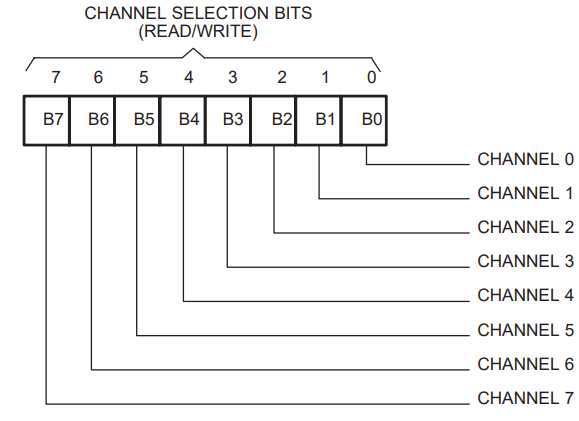 CHANNEL SELECTION BITS
(READ/WRITE)
7 6 5 4 3 2 1 0
B7 B6 B5 B4 B3 B2 B1 B0
CHANNEL 0
CHANNEL 1
CHANNEL 2
CHANNEL 3
CHANNEL 4
CHANNEL 5
CHANNEL 6
CHANNEL 7